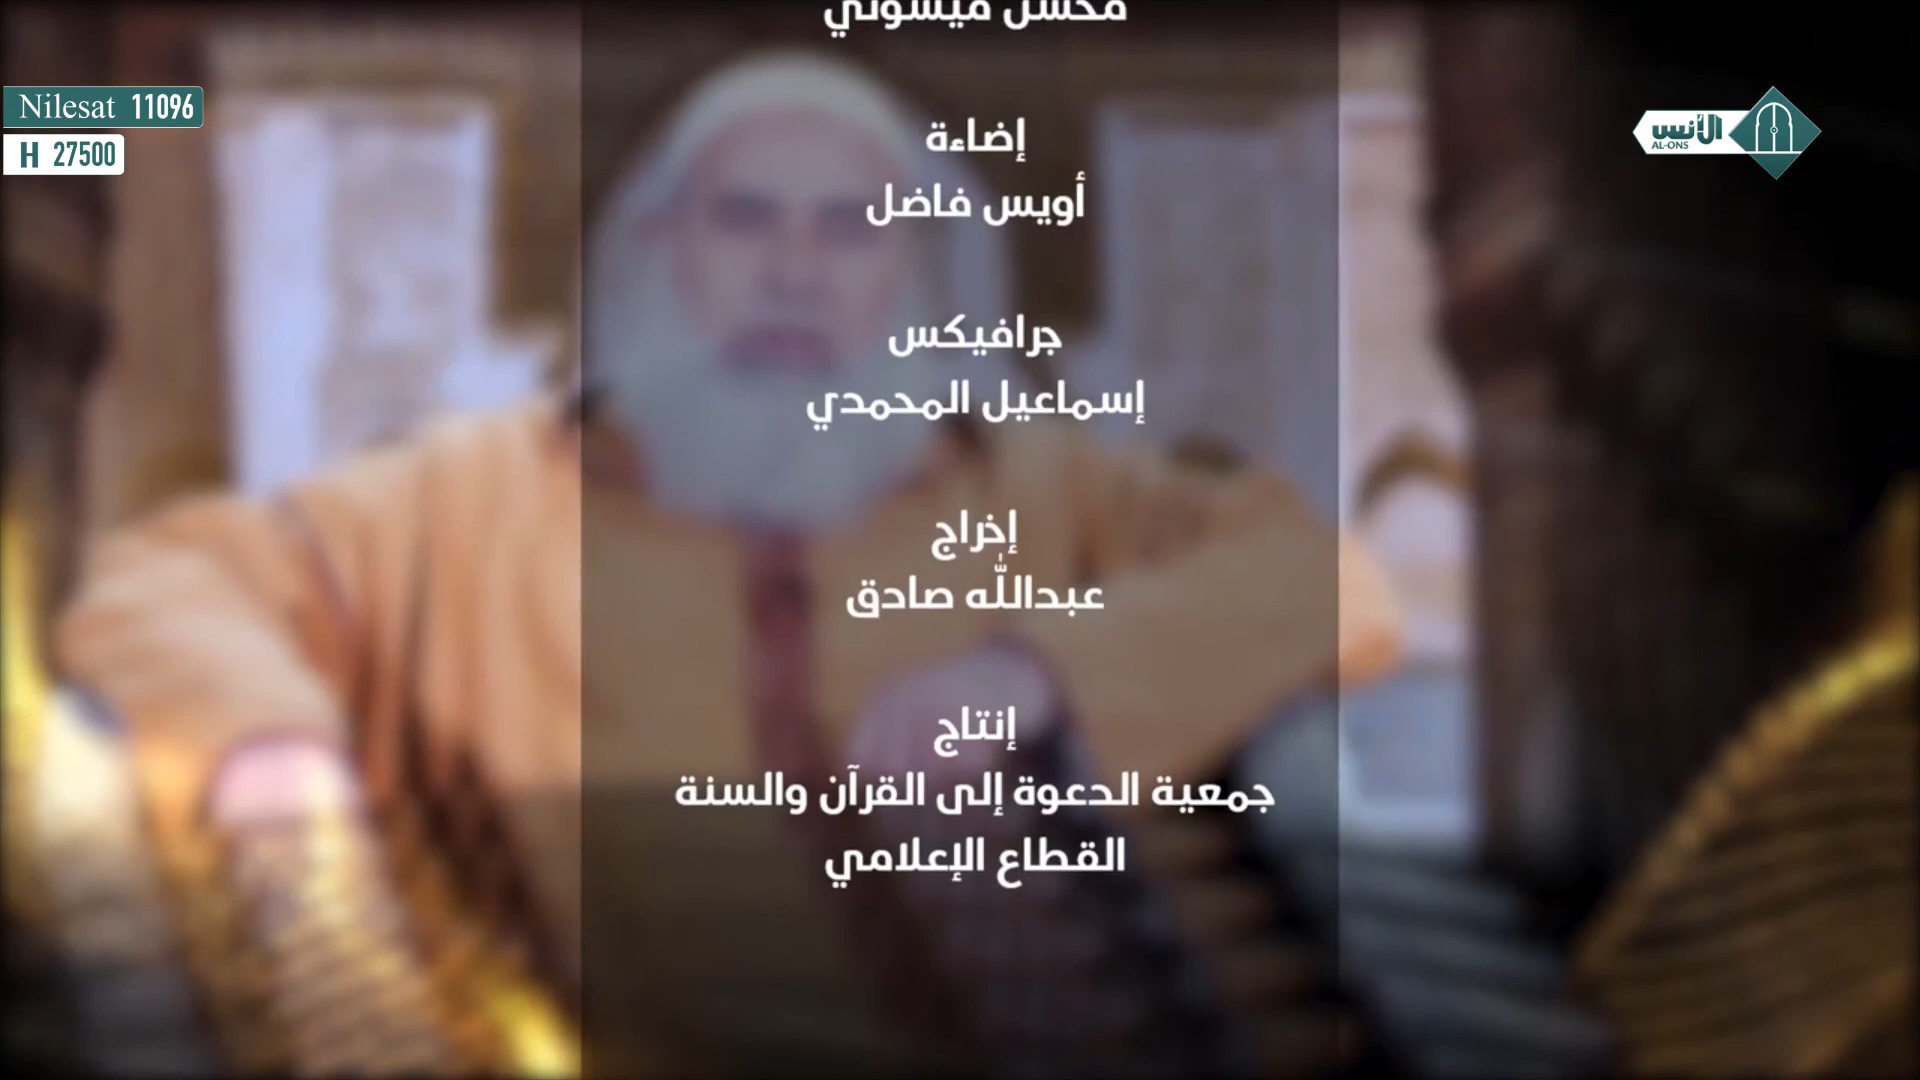 Nilesat 11096
H 27500
الأنس
AL-ONS
إضاءة
أويس فاضل
جرافيكس
إسماعيل المحمدي
إخراج
عبدالله صادق
إنتاج
جمعية الدعوة إلى القرآن والسنة
القطاع الإعلامي